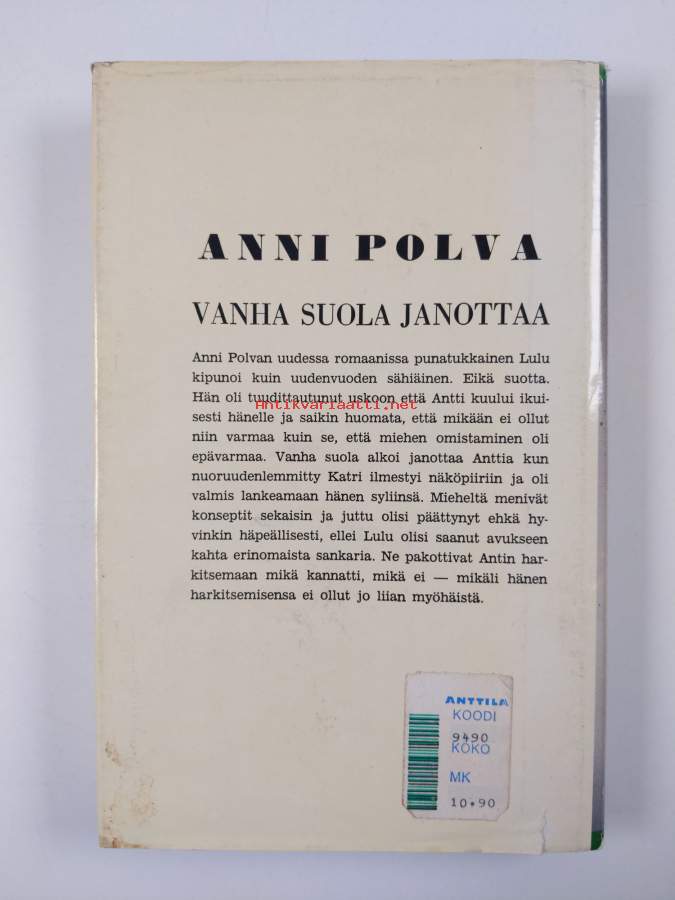 ANNI POLVA
VANHA SUOLA JANOTTAA
Anni Polvan uudessa romaanissa punatukkainen Lulu
kipunoi kuin uudenvuoden sähiäinen. Eikä suotta.
Hän oli tuudittautunut uskoon että Antti kuului ikui-
Antikvariaatti.net
sesti hänelle ja saikin huomata, että mikään ei ollut
niin varmaa kuin se, että miehen omistaminen oli
epävarmaa. Vanha suola alkoi janottaa Anttia kun
nuoruudenlemmitty Katri ilmestyi näköpiiriin ja oli
valmis lankeamaan hänen syliinsä. Mieheltä menivät
konseptit sekaisin ja juttu olisi päättynyt ehkä hy-
vinkin häpeällisesti, ellei Lulu olisi saanut avukseen
kahta erinomaista sankaria. Ne pakottivat Antin har-
kitsemaan mikä kannatti, mikä ei — mikäli hänen
harkitsemisensa ei ollut jo liian myöhäistä.
ANTTILA
KOODI
9490
KOKO
MK
10.90